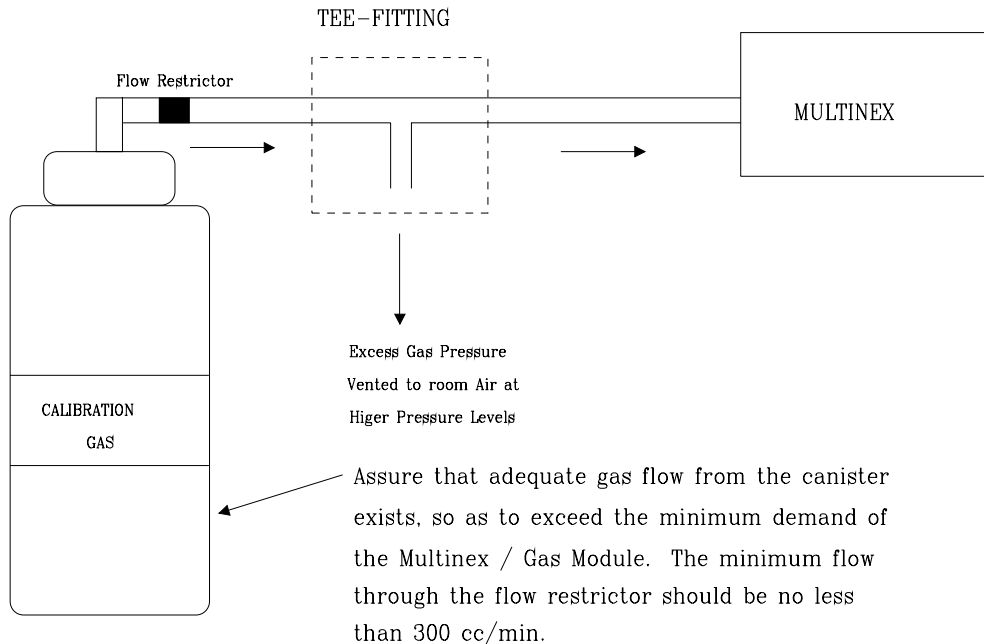 TEE-FITTING
Flow Restrictor
MULTINEX
Excess Gas Pressure
Vented to room Air at
Higer Pressure Levels
CALIBRATION
GAS
Assure that adequate gas flow from the canister
exists, so as to exceed the minimum demand of
the Multinex / Gas Module. The minimum flow
through the flow restrictor should be no less
than 300 cc/min.